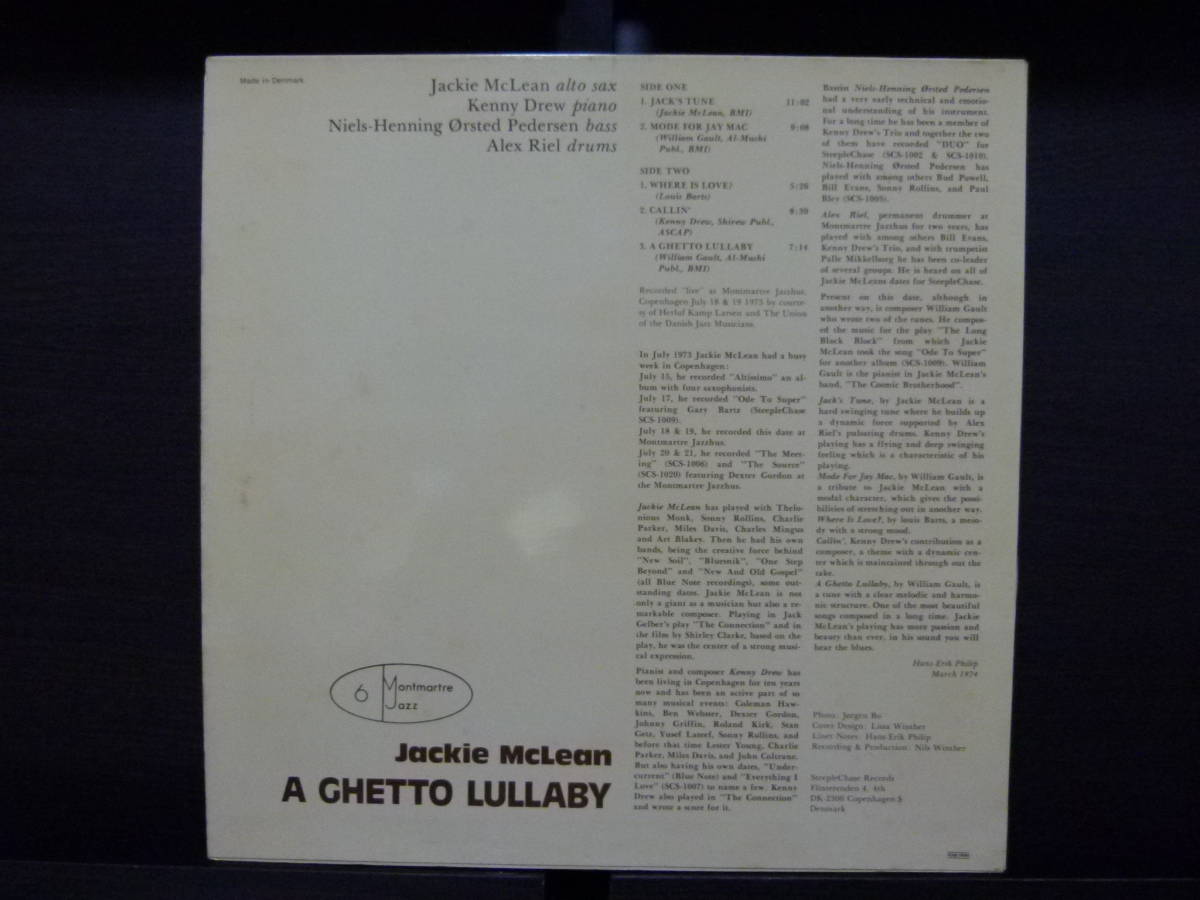 Made in Denmark
Jackie McLean alto sax
Kenny Drew piano
Niels-Henning Ørsted Pedersen bass
Alex Riel drums
6 Montmartre
Jazz
Jackie McLean
A GHETTO LULLABY
SIDE ONE
1. JACK'S TUNE 11:02
(Jackie McLean, BMI)
2. MODE FOR JAY MAC 9:08
(William Gault, Al-Mushi
Publ., BMI)
SIDE TWO
1. WHERE IS LOVE? 5:26
(Louis Barts)
2. CALLIN'
(Kenny Drew, Shirew Publ.,
ASCAP)
3. A GHETTO LULLABY 7:14
(William Gault, Al-Mushi
Publ., BMI)
Recorded "live" at Montmartre Jazzhus,
Copenhagen July 18 & 19 1973 by courte-
sy of Herluf Kamp Larsen and The Union
of the Danish Jazz Musicians.
In July 1973 Jackie McLean had a busy
week in Copenhagen:
July 15, he recorded "Altissimo" an al-
bum with four saxophonists.
July 17, he recorded "Ode To Super"
featuring Gary Bartz (SteepleChase
SCS-1009).
July 18 & 19, he recorded this date at
Montmartre Jazzhus.
July 20 & 21, he recorded "The Meet-
ing" (SCS-1006) and "The Source"
(SCS-1020) featuring Dexter Gordon at
the Montmartre Jazzhus.
Jackie McLean has played with Thelo-
nious Monk, Sonny Rollins, Charlie
Parker, Miles Davis, Charles Mingus
and Art Blakey. Then he had his own
bands, being the creative force behind
"New Soil", "Bluesnik", "One Step
Beyond" and "New And Old Gospel"
(all Blue Note recordings), some out-
standing dates. Jackie McLean is not
only a giant as a musician but also a re-
markable composer. Playing in Jack
Gelber's play "The Connection" and in
the film by Shirley Clarke, based on the
play, he was the center of a strong musi-
cal expression.
Pianist and composer Kenny Drew has
been living in Copenhagen for ten years
now and has been an active part of so
many musical events: Coleman Haw-
kins, Ben Webster, Dexter Gordon,
Johnny Griffin, Roland Kirk, Stan
Getz, Yusef Lateef, Sonny Rollins, and
before that time Lester Young, Charlie
Parker, Miles Davis, and John Coltrane.
But also having his own dates, "Under-
current" (Blue Note) and "Everything I
Love" (SCS-1007) to name a few. Kenny
Drew also played in "The Connection"
and wrote a score for it.
Bassist Niels-Henning Ørsted Pedersen
had a very early technical and emotio-
nal understanding of his instrument.
For a long time he has been a member of
Kenny Drew's Trio and together the two
of them have recorded "DUO" for
SteepleChase (SCS-1002 & SCS-1010).
Niels-Henning Ørsted Pedersen has
played with among others Bud Powell,
Bill Evans, Sonny Rollins, and Paul
Bley (SCS-1005).
Alex Riel, permanent drummer at
Montmartre Jazzhus for two years, has
played with among others Bill Evans,
Kenny Drew's Trio, and with trumpetist
Palle Mikkelborg he has been co-leader
of several groups. He is heard on all of
Jackie McLeans dates for SteepleChase.
Present on this date, although in
another way, is composer William Gault
who wrote two of the tunes. He compos-
ed the music for the play "The Long
Black Block" from which Jackie
McLean took the song "Ode To Super"
for another album (SCS-1009). William
Gault is the pianist in Jackie McLean's
band, "The Cosmic Brotherhood".
Jack's Tune, by Jackie McLean is a
hard swinging tune where he builds up
a dynamic force supported by Alex
Riel's pulsating drums. Kenny Drew's
playing has a flying and deep swinging
feeling which is a characteristic of his
playing.
Mode For Jay Mac, by William Gault, is
a tribute to Jackie McLean with a
modal character, which gives the possi-
bilities of stretching out in another way.
Where Is Love?, by louis Barts, a melo-
dy with a strong mood.
Callin', Kenny Drew's contribution as a
composer, a theme with a dynamic cen-
ter which is maintained through out the
take.
A Ghetto Lullaby, by William Gault, is
a tune with a clear melodic and harmo-
nic structure. One of the most beautiful
songs composed in a long time. Jackie
McLean's playing has more passion and
beauty than ever, in his sound you will
hear the blues.
Hans Erik Philip
March 1974
Photo: Jørgen Bo
Cover Design: Lissa Winther
Liner Notes: Hans Erik Philip
Recording & Production: Nils Winther
SteepleChase Records
Flinterenden 4, 4th
DK 2300 Copenhagen S
Denmark